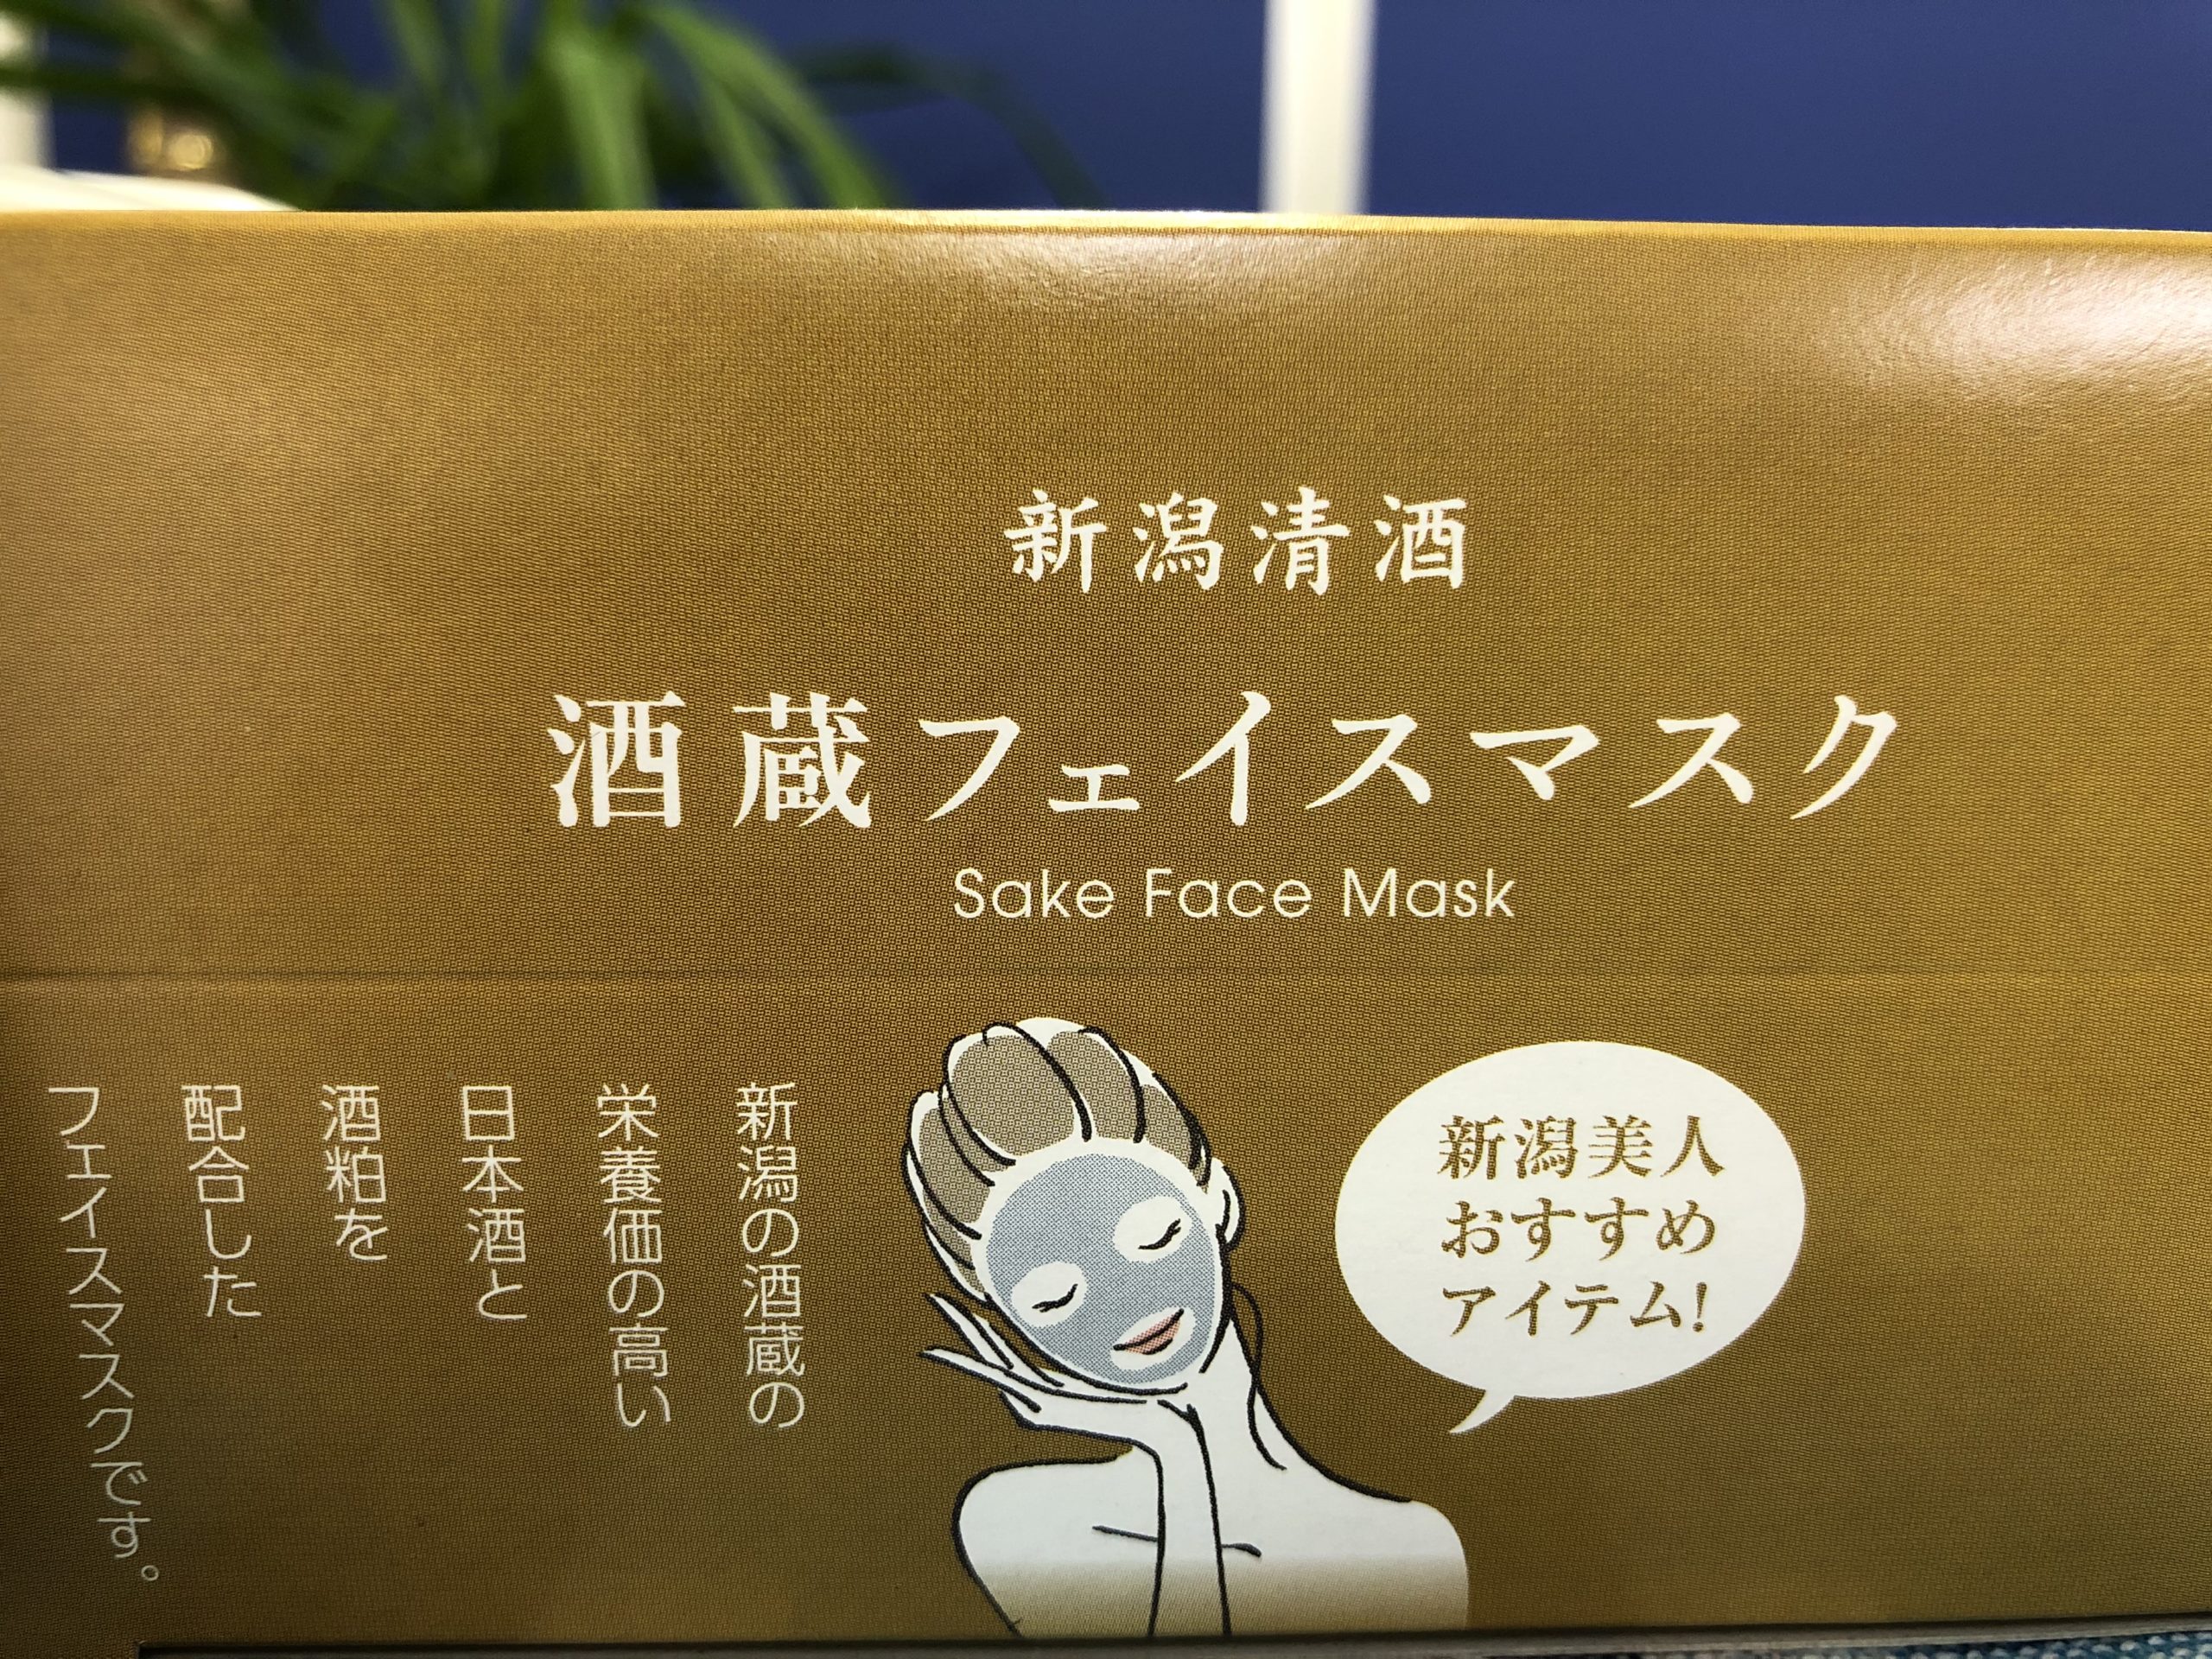 新潟清酒
酒蔵フェイスマスク
Sake Face Mask
新潟美人
おすすめ
アイテム!
新潟の酒蔵の
栄養価の高い
日本酒と
酒粕を
配合した
フェイスマスクです。